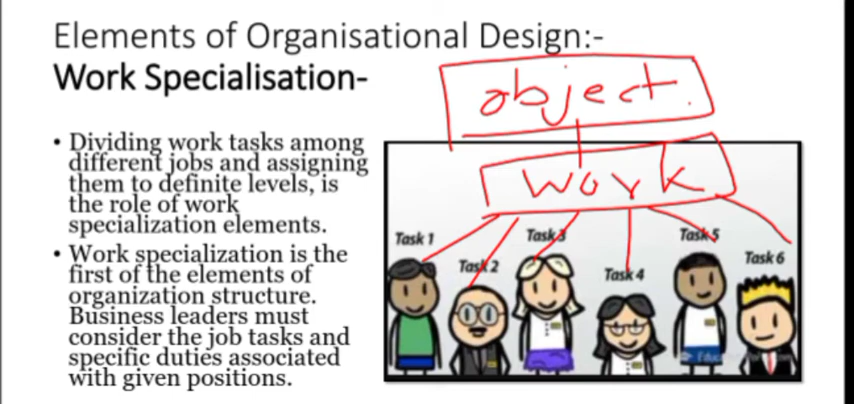 Elements of Organisational Design:-
Work Specialisation-
object.
• Dividing work tasks among
different jobs and assigning
them to definite levels, is
the role of work
specialization elements.
• Work specialization is the
first of the elements of
organization structure.
Business leaders must
consider the job tasks and
specific duties associated
with given positions.
work
Task 1
Task 2
Task 3
Task 4
Task 5
Task 6